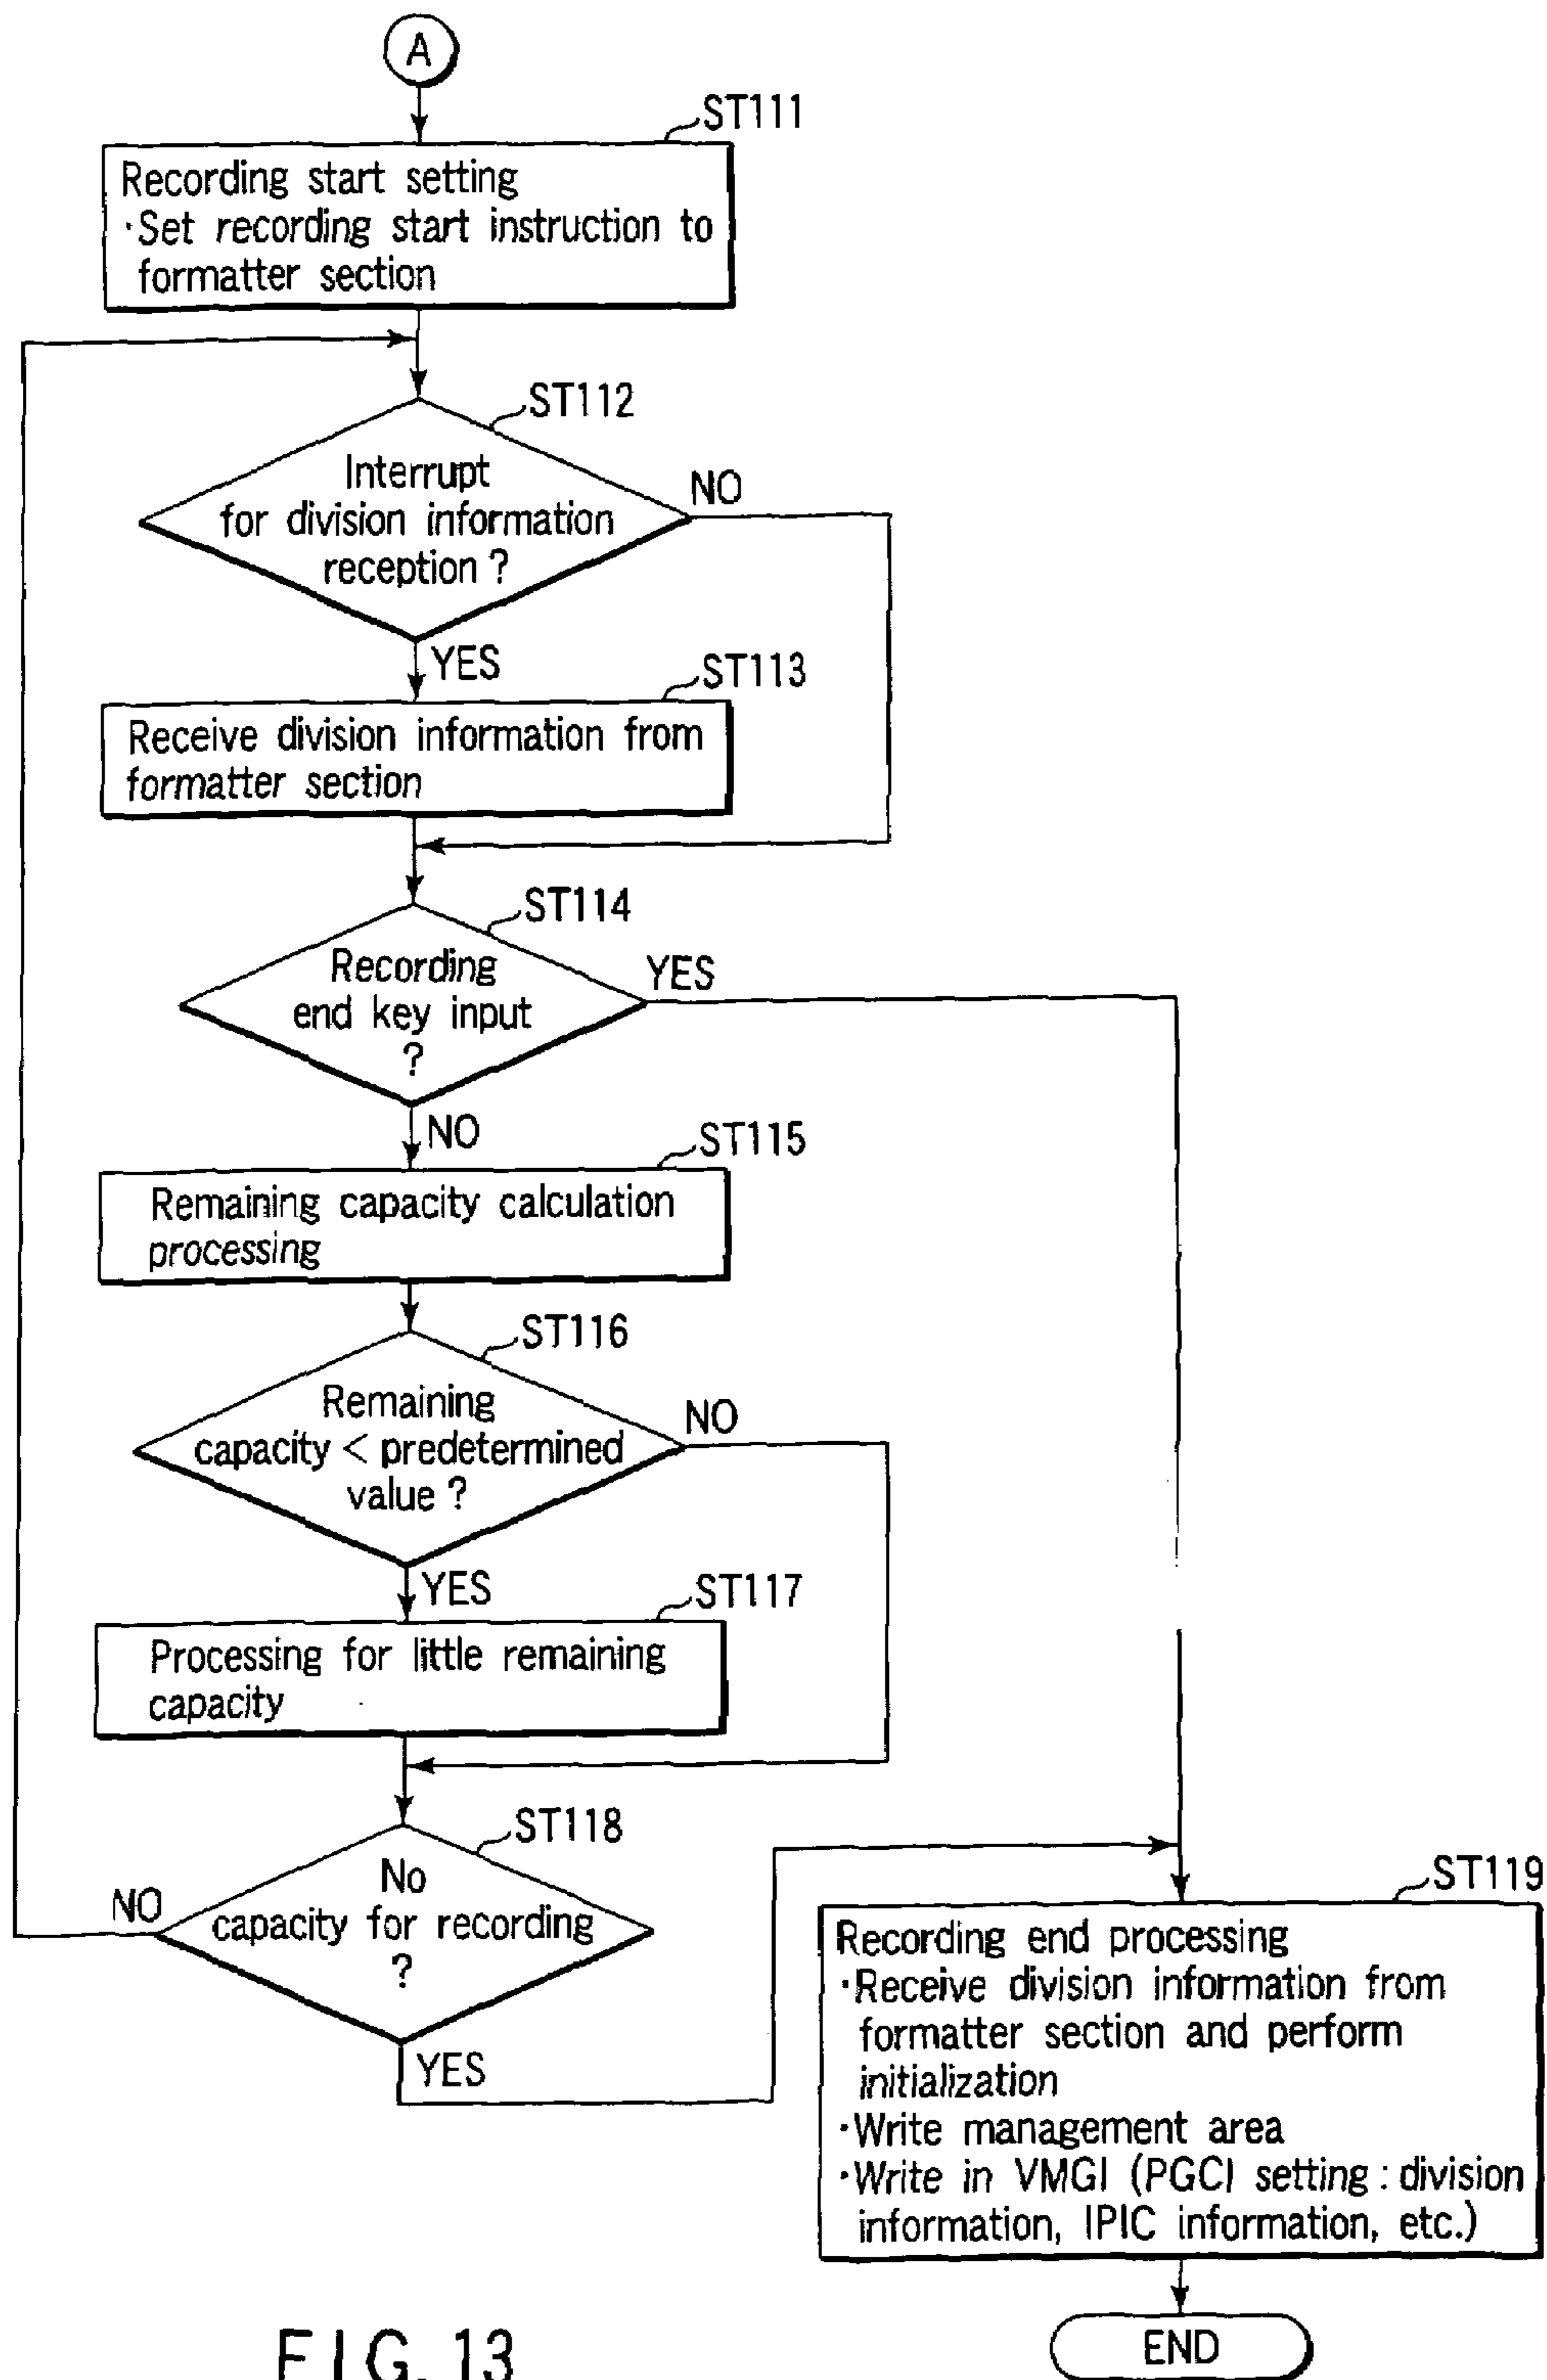 A
ST111
Recording start setting
·Set recording start instruction to
formatter section
ST112
Interrupt
for division information
reception ?
NO
YES
ST113
Receive division information from
formatter section
ST114
Recording
end key input
?
YES
NO
ST115
Remaining capacity calculation
processing
ST116
Remaining
capacity < predetermined
value ?
NO
YES
ST117
Processing for little remaining
capacity
ST118
No
capacity for recording
?
NO
YES
ST119
Recording end processing
·Receive division information from
formatter section and perform
initialization
·Write management area
·Write in VMGI (PGCI setting : division
information, IPIC information, etc.)
END
FIG. 13